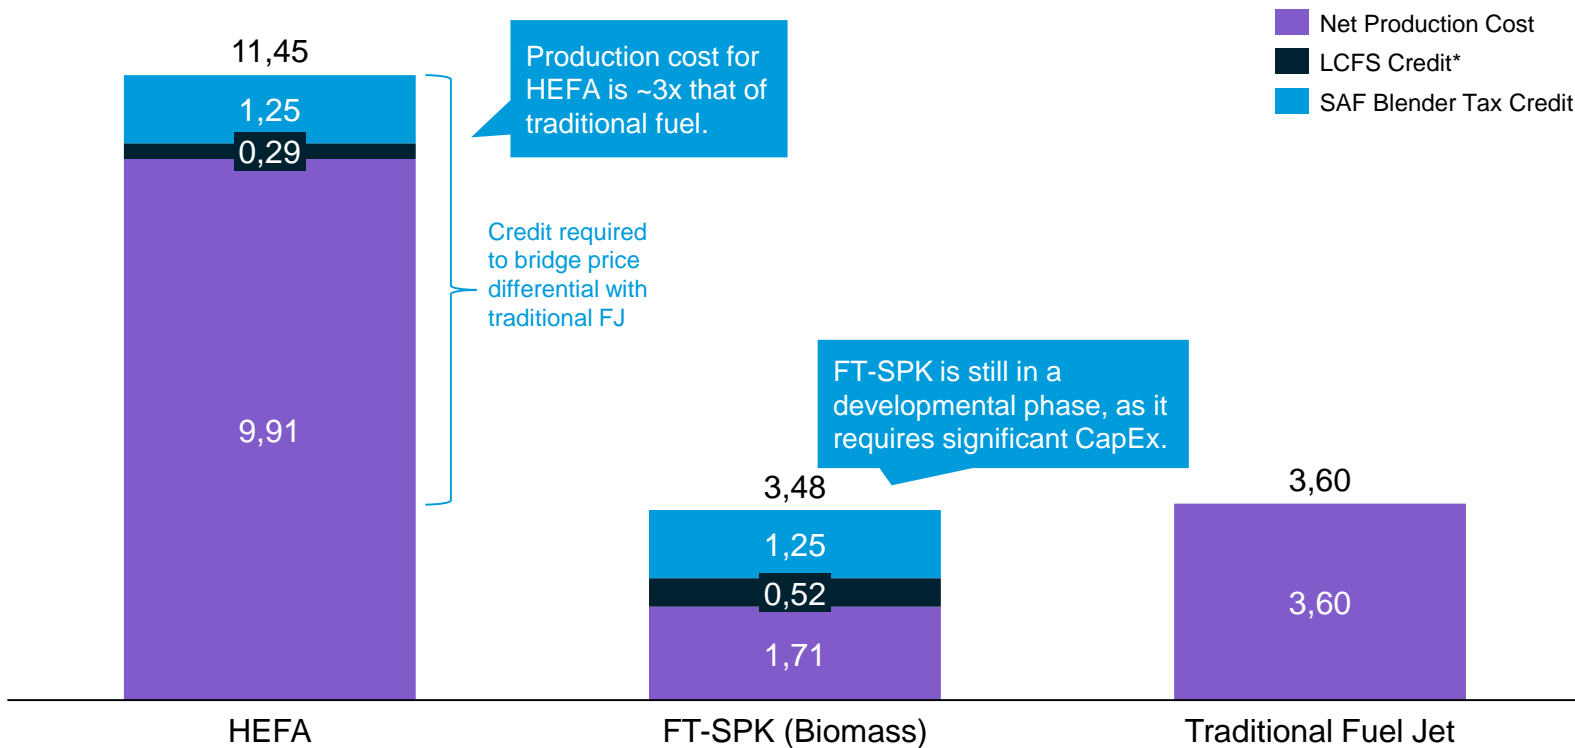 Net Production Cost
LCFS Credit*
SAF Blender Tax Credit
11,45
1,25
0,29
9,91
Production cost for
HEFA is ~3x that of
traditional fuel.
Credit required
to bridge price
differential with
traditional FJ
FT-SPK is still in a
developmental phase, as it
requires significant CapEx.
3,48
1,25
0,52
1,71
3,60
3,60
HEFA
FT-SPK (Biomass)
Traditional Fuel Jet